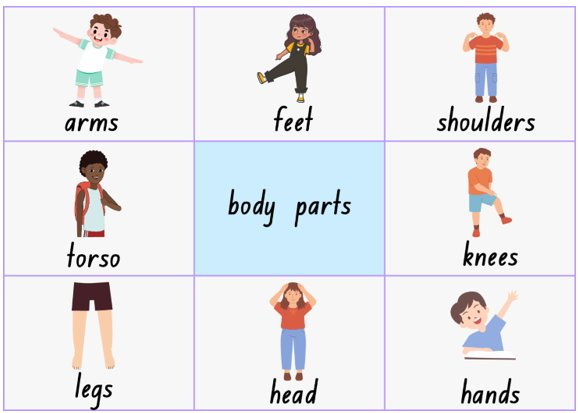 arms
feet
shoulders
torso
body parts
knees
legs
head
hands